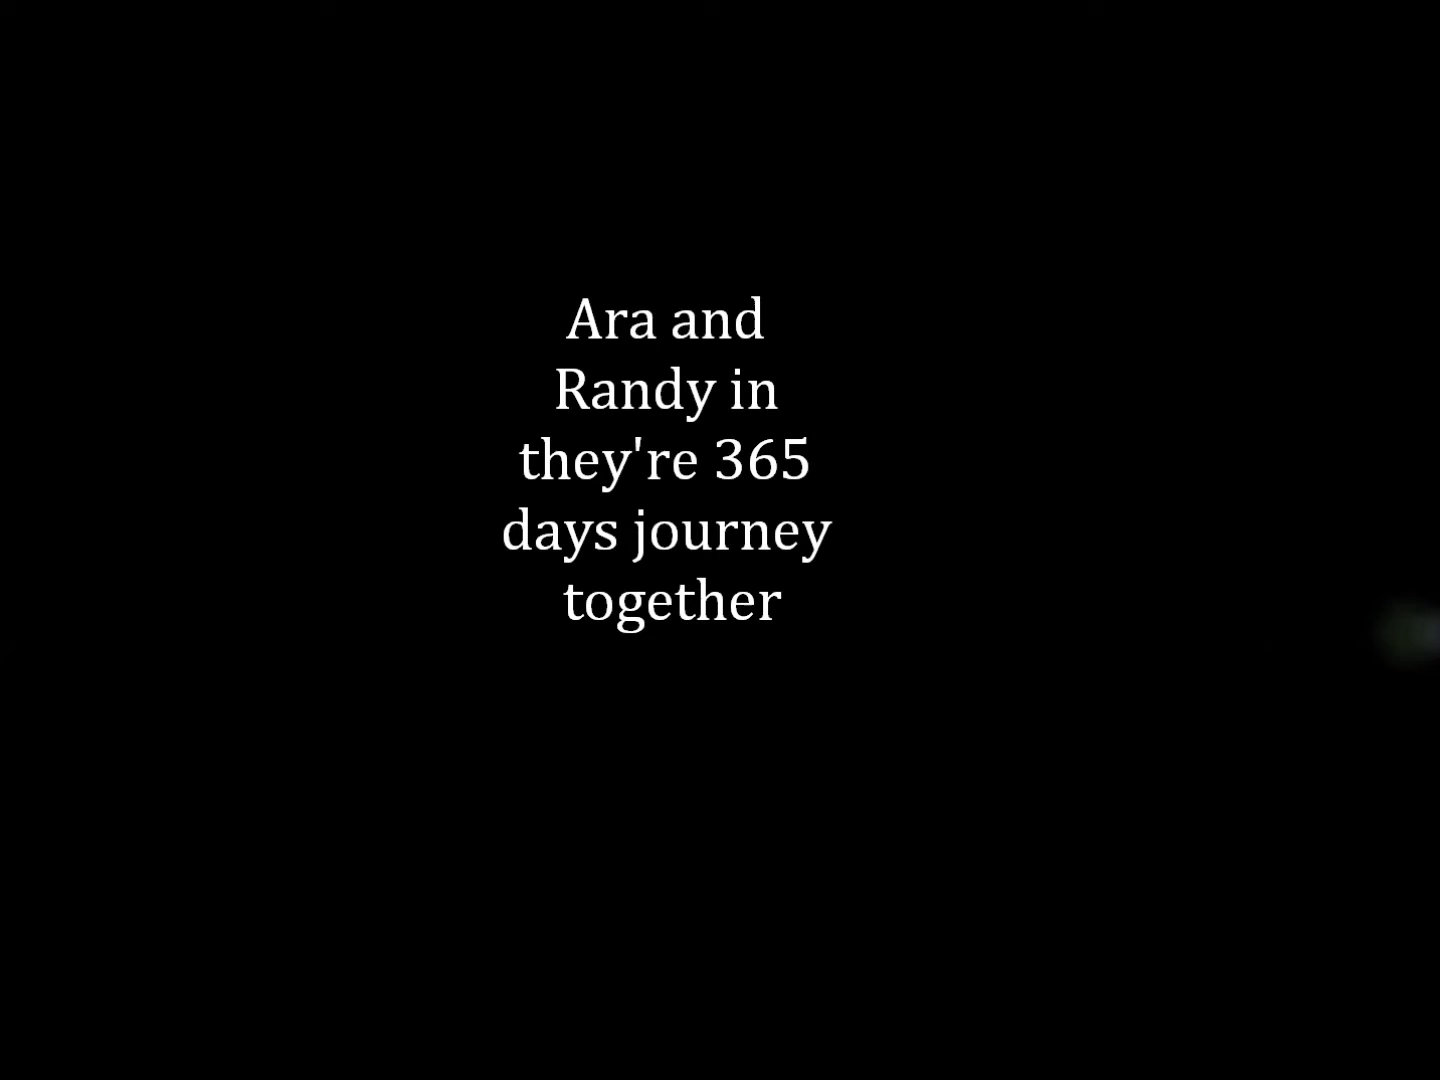 Ara and
Randy in
they're 365
days journey
together